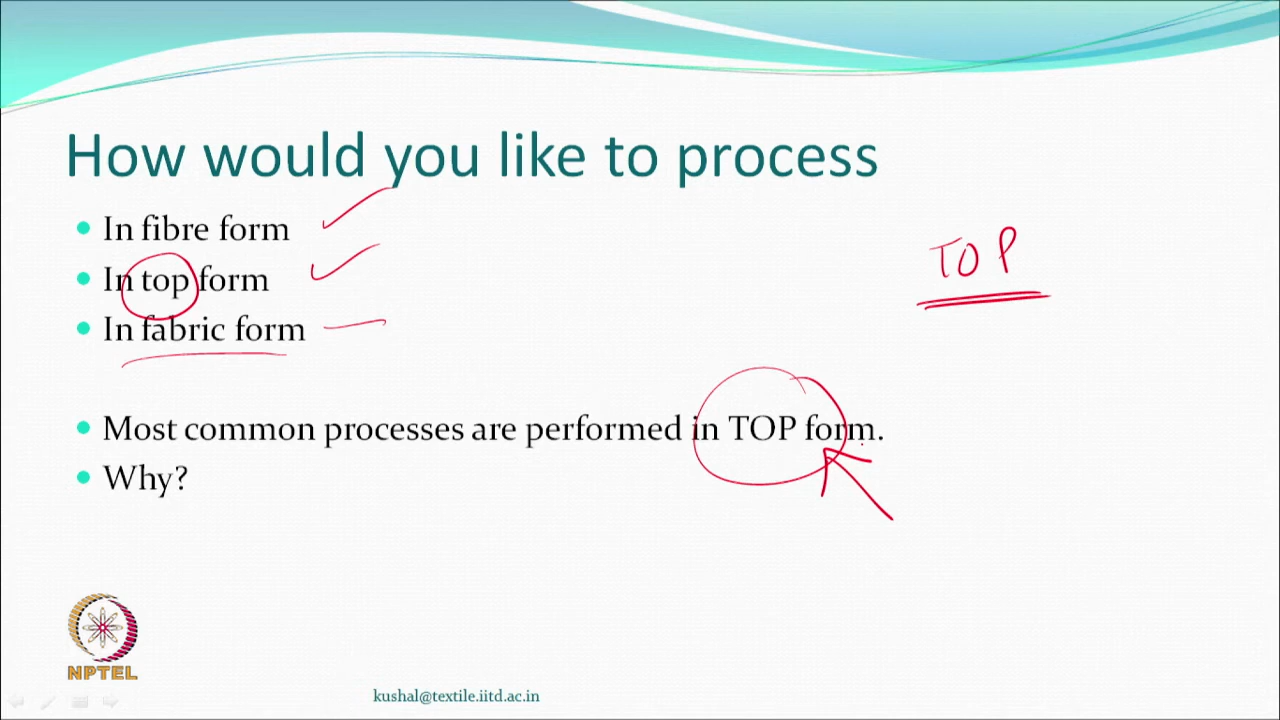 How would you like to process
In fibre form
In top form
TOP
In fabric form
Most common processes are performed in TOP form.
Why?
NPTEL
kushal@textile.iitd.ac.in